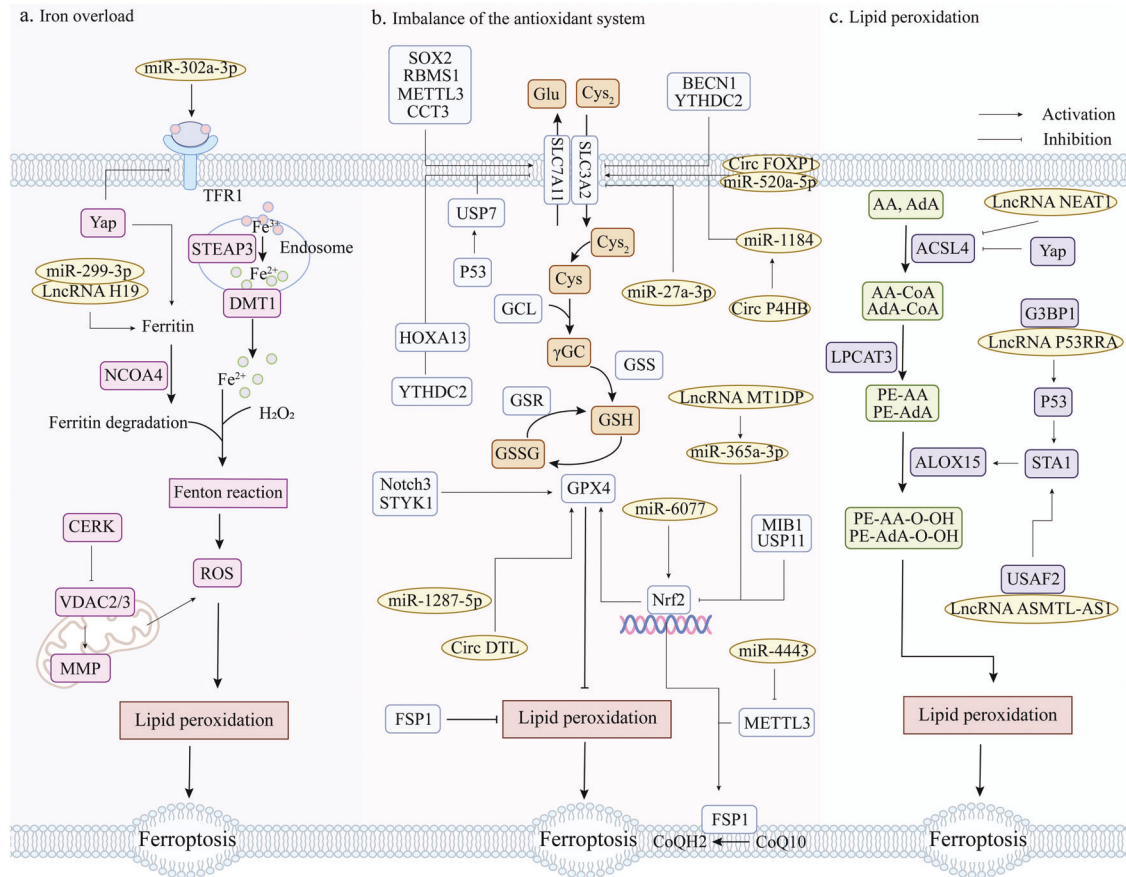 a. Iron overload
miR-302a-3p
TFR1
Yap
Fe³⁺
STEAP3
Endosome
Fe²⁺
DMT1
miR-299-3p
LncRNA H19
Ferritin
NCOA4
Fe²⁺
H₂O₂
Ferritin degradation
Fenton reaction
CERK
ROS
VDAC2/3
MMP
Lipid peroxidation
Ferroptosis
b. Imbalance of the antioxidant system
SOX2
RBMS1
METTL3
CCT3
Glu
Cys₂
BECN1
YTHDC2
SLC7A11
SLC3A2
Circ FOXP1
miR-520a-5p
USP7
P53
Cys₂
miR-1184
Cys
miR-27a-3p
Circ P4HB
GCL
HOXA13
γGC
GSS
YTHDC2
GSR
GSH
LncRNA MT1DP
GSSG
miR-365a-3p
Notch3
STYK1
GPX4
miR-6077
MIB1
USP11
miR-1287-5p
Nrf2
Circ DTL
miR-4443
FSP1
Lipid peroxidation
METTL3
FSP1
Ferroptosis
CoQH2
CoQ10
c. Lipid peroxidation
Activation
Inhibition
AA, AdA
LncRNA NEAT1
ACSL4
Yap
AA-CoA
AdA-CoA
G3BP1
LncRNA P53RRA
LPCAT3
PE-AA
PE-AdA
P53
ALOX15
STA1
PE-AA-O-OH
PE-AdA-O-OH
USAF2
LncRNA ASMTL-AS1
Lipid peroxidation
Ferroptosis